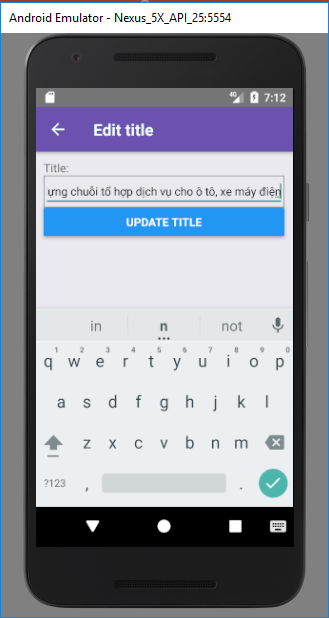 Android Emulator - Nexus_5X_API_25:5554
4G 7:12
Edit title
Title:
ựng chuỗi tổ hợp dịch vụ cho ô tô, xe máy điện
UPDATE TITLE
in n not
1 2 3 4 5 6 7 8 9 0
q w e r t y u i o p
a s d f g h j k l
z x c v b n m
?123 , .